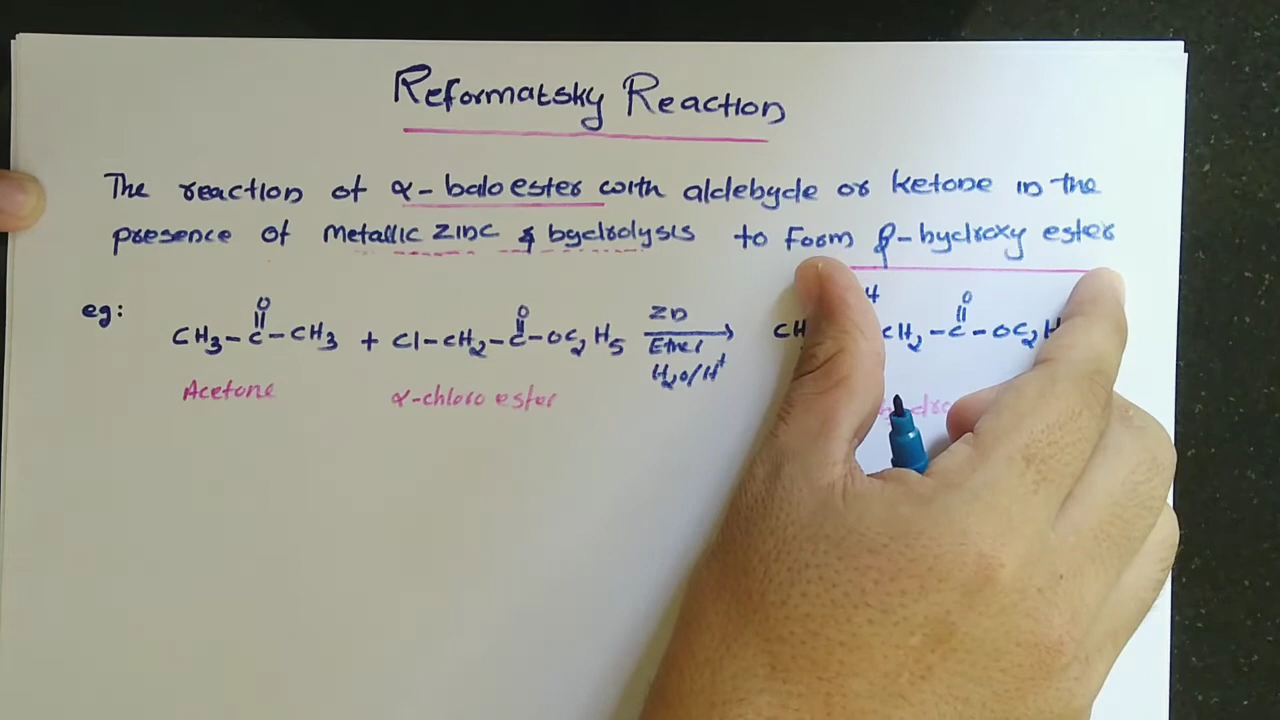 Reformatsky Reaction
The reaction of α-haloester with aldehyde or ketone in the
presence of metallic zinc & hydrolysis to form β-hydroxy ester
eg:
CH3-C(=O)-CH3 + Cl-CH2-C(=O)-OC2H5 Zn Ether H2O/H+ → CH2-C(=O)-OC2H
Acetone α-chloro ester